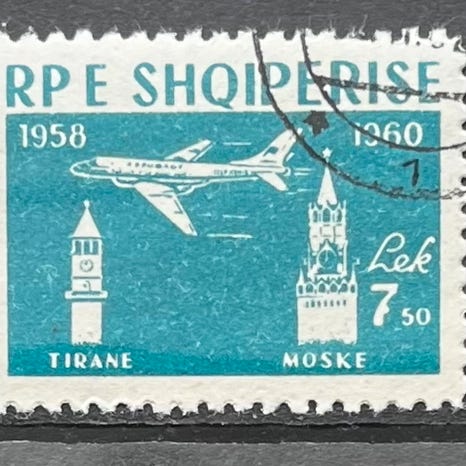 RP E SHQIPERISE
1958 1960
Lek
7 50
TIRANE MOSKE